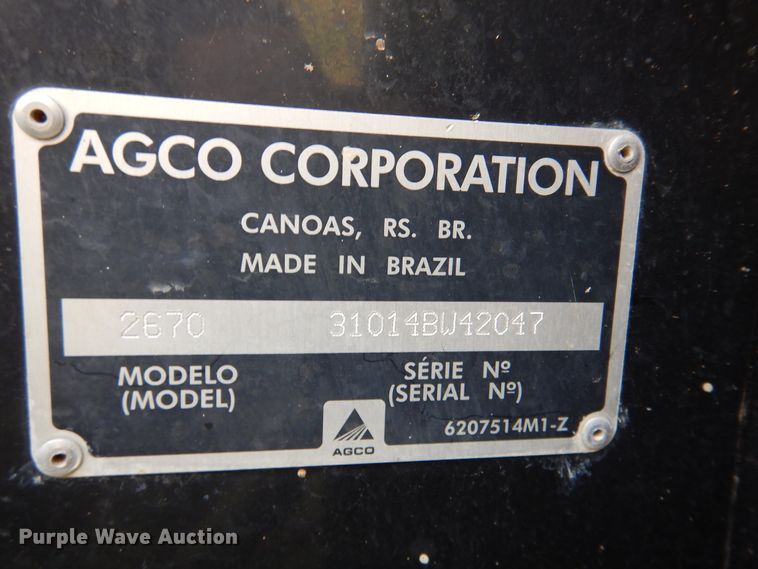 AGCO CORPORATION
CANOAS, RS. BR.
MADE IN BRAZIL
2670 31014BW42047
MODELO SÉRIE Nº
(MODEL) (SERIAL Nº)
AGCO 6207514M1-Z
Purple Wave Auction